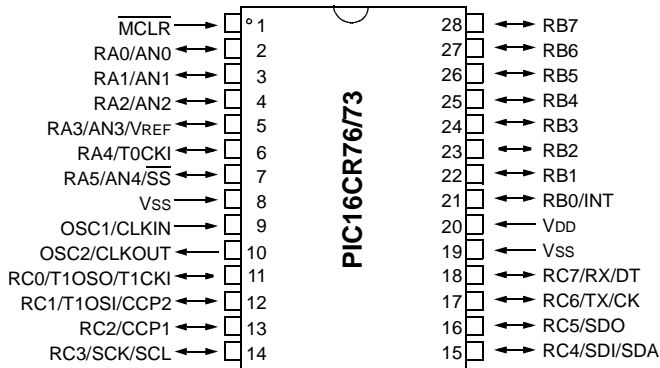 MCLR 1 28 RB7
RA0/AN0 2 27 RB6
RA1/AN1 3 26 RB5
RA2/AN2 4 25 RB4
RA3/AN3/VREF 5 24 RB3
RA4/T0CKI 6 23 RB2
RA5/AN4/SS 7 22 RB1
VSS 8 21 RB0/INT
OSC1/CLKIN 9 20 VDD
OSC2/CLKOUT 10 19 VSS
RC0/T1OSO/T1CKI 11 18 RC7/RX/DT
RC1/T1OSI/CCP2 12 17 RC6/TX/CK
RC2/CCP1 13 16 RC5/SDO
RC3/SCK/SCL 14 15 RC4/SDI/SDA
PIC16CR76/73